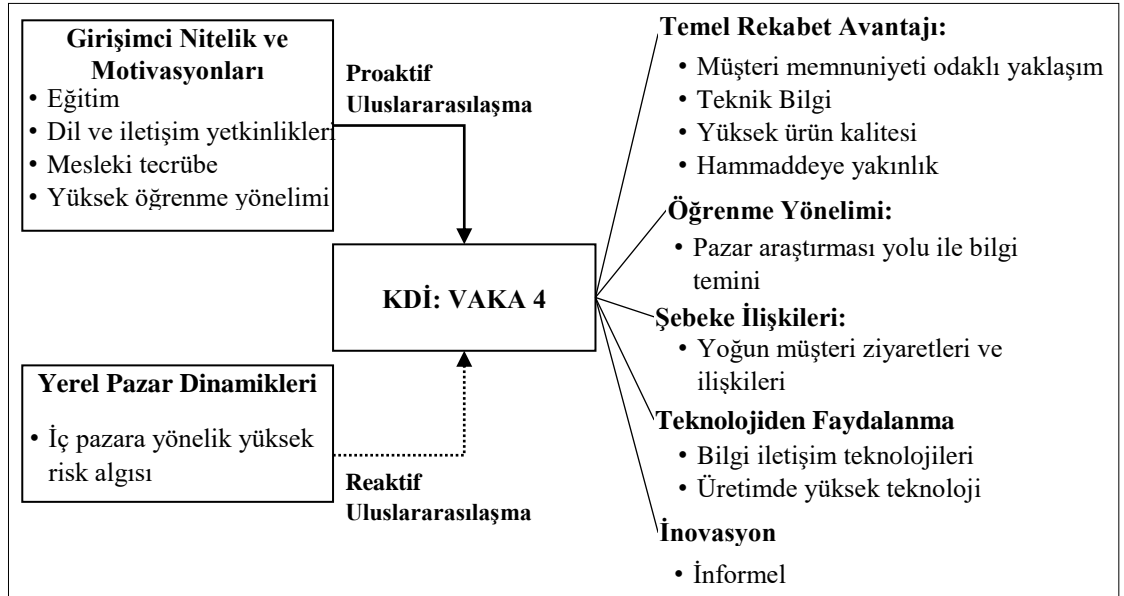 Girişimci Nitelik ve
Motivasyonları
• Eğitim
• Dil ve iletişim yetkinlikleri
• Mesleki tecrübe
• Yüksek öğrenme yönelimi
Proaktif
Uluslararasılaşma
KDİ: VAKA 4
Yerel Pazar Dinamikleri
• İç pazara yönelik yüksek
risk algısı
Reaktif
Uluslararasılaşma
Temel Rekabet Avantajı:
• Müşteri memnuniyeti odaklı yaklaşım
• Teknik Bilgi
• Yüksek ürün kalitesi
• Hammaddeye yakınlık
Öğrenme Yönelimi:
• Pazar araştırması yolu ile bilgi
temini
Şebeke İlişkileri:
• Yoğun müşteri ziyaretleri ve
ilişkileri
Teknolojiden Faydalanma
• Bilgi iletişim teknolojileri
• Üretimde yüksek teknoloji
İnovasyon
• İnformel